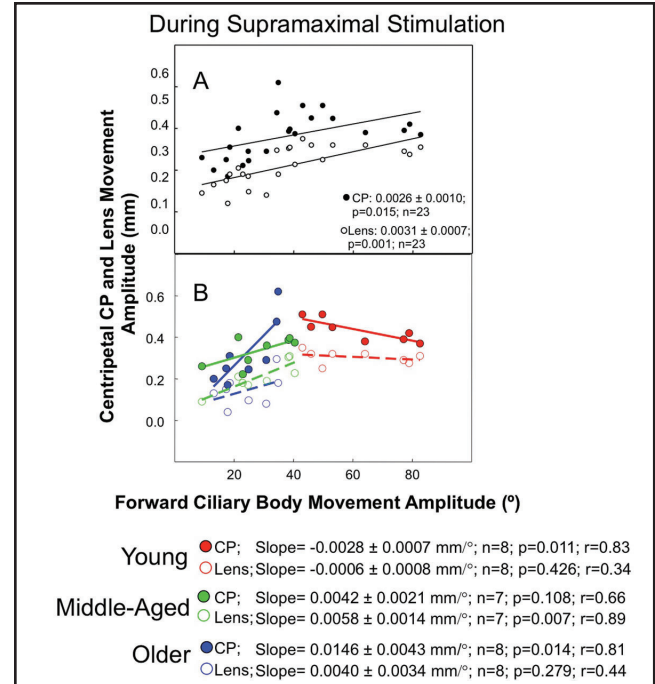 During Supramaximal Stimulation
A
0.6
0.5
0.4
0.3
0.2
0.1
0.0
CP: 0.0026 ± 0.0010;
p=0.015; n=23
Lens: 0.0031 ± 0.0007;
p=0.001; n=23
Centripetal CP and Lens Movement
Amplitude (mm)
B
0.6
0.4
0.2
0.0
20 40 60 80
Forward Ciliary Body Movement Amplitude (º)
Young
CP; Slope= -0.0028 ± 0.0007 mm/°; n=8; p=0.011; r=0.83
Lens; Slope= -0.0006 ± 0.0008 mm/°; n=8; p=0.426; r=0.34
Middle-Aged
CP; Slope= 0.0042 ± 0.0021 mm/°; n=7; p=0.108; r=0.66
Lens; Slope= 0.0058 ± 0.0014 mm/°; n=7; p=0.007; r=0.89
Older
CP; Slope= 0.0146 ± 0.0043 mm/°; n=8; p=0.014; r=0.81
Lens; Slope= 0.0040 ± 0.0034 mm/°; n=8; p=0.279; r=0.44